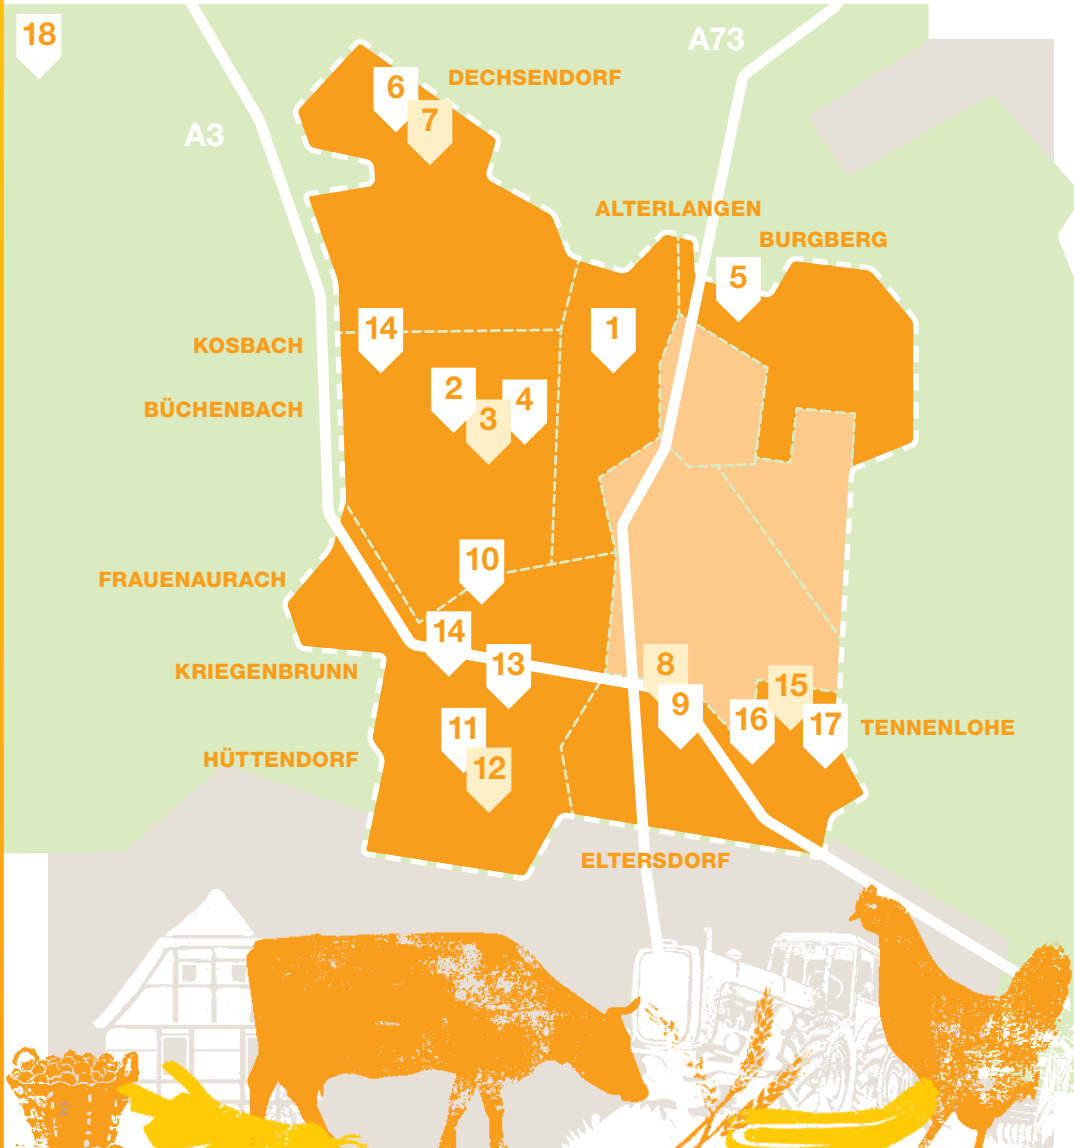 18
A73
6
DECHSENDORF
7
A3
ALTERLANGEN
BURGBERG
5
14
1
KOSBACH
2
4
BÜCHENBACH
3
10
FRAUENAURACH
14
13
8
KRIEGENBRUNN
15
9
16
17
TENNENLOHE
11
HÜTTENDORF
12
ELTERSDORF
2